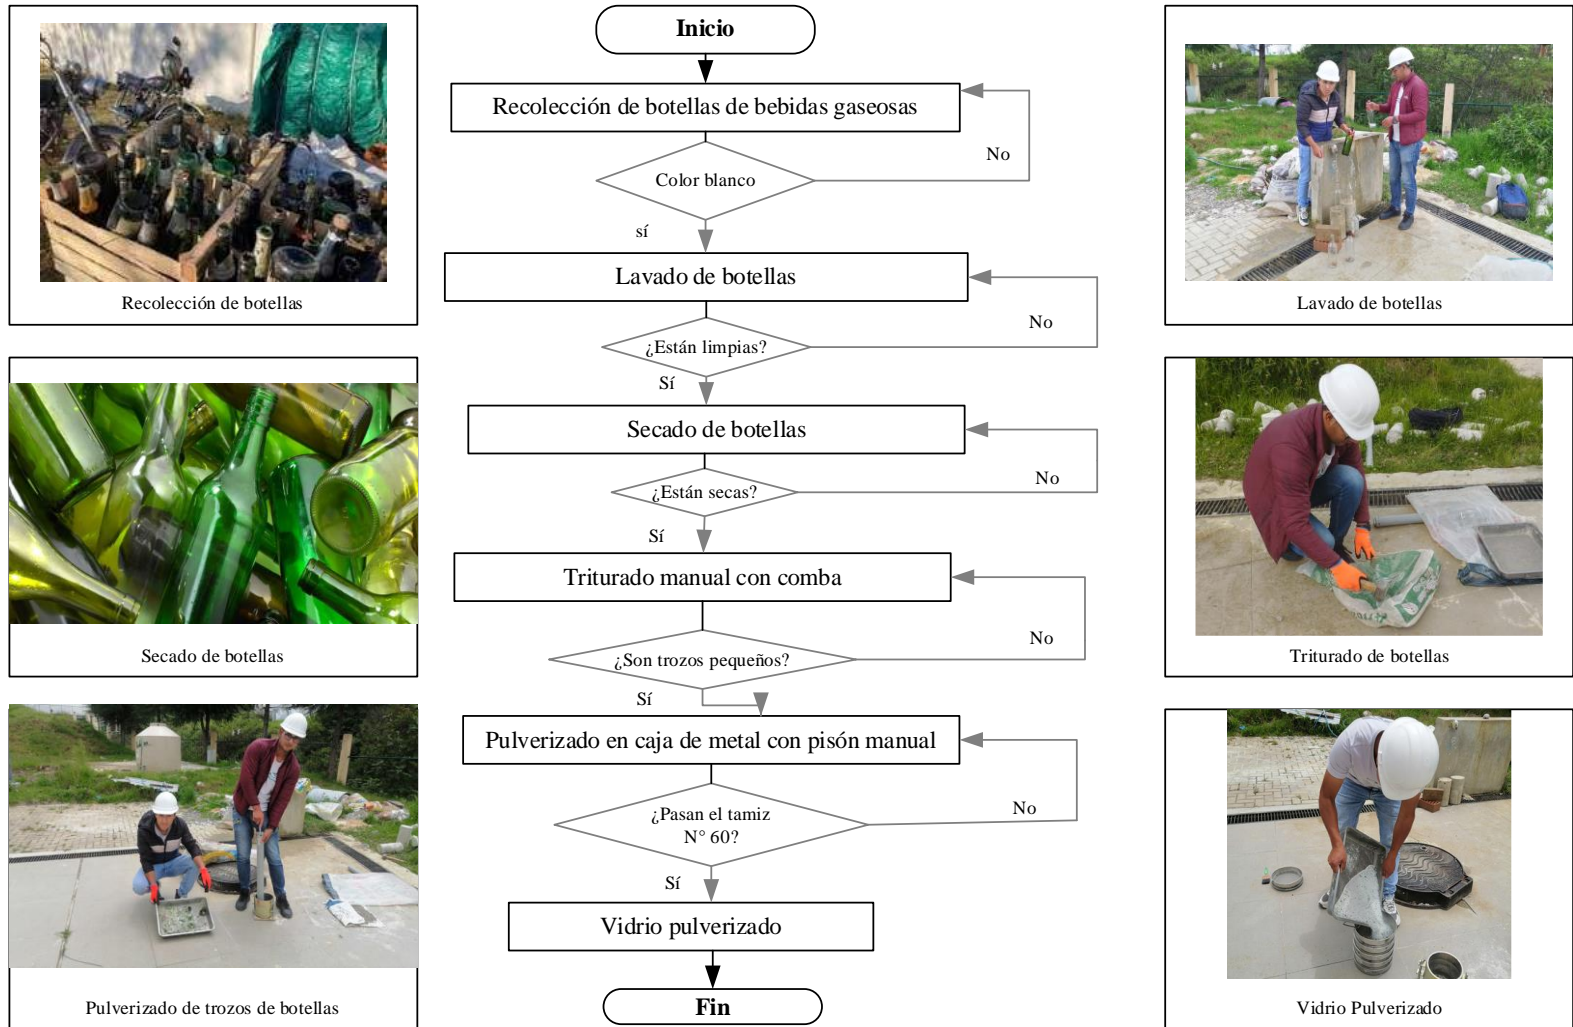 Inicio
Recolección de botellas de bebidas gaseosas
No
Color blanco
sí
Lavado de botellas
No
¿Están limpias?
Sí
Secado de botellas
No
¿Están secas?
Sí
Triturado manual con comba
No
¿Son trozos pequeños?
Sí
Pulverizado en caja de metal con pisón manual
No
¿Pasan el tamiz
N° 60?
Sí
Vidrio pulverizado
Fin
Recolección de botellas
Secado de botellas
Pulverizado de trozos de botellas
Lavado de botellas
Triturado de botellas
Vidrio Pulverizado